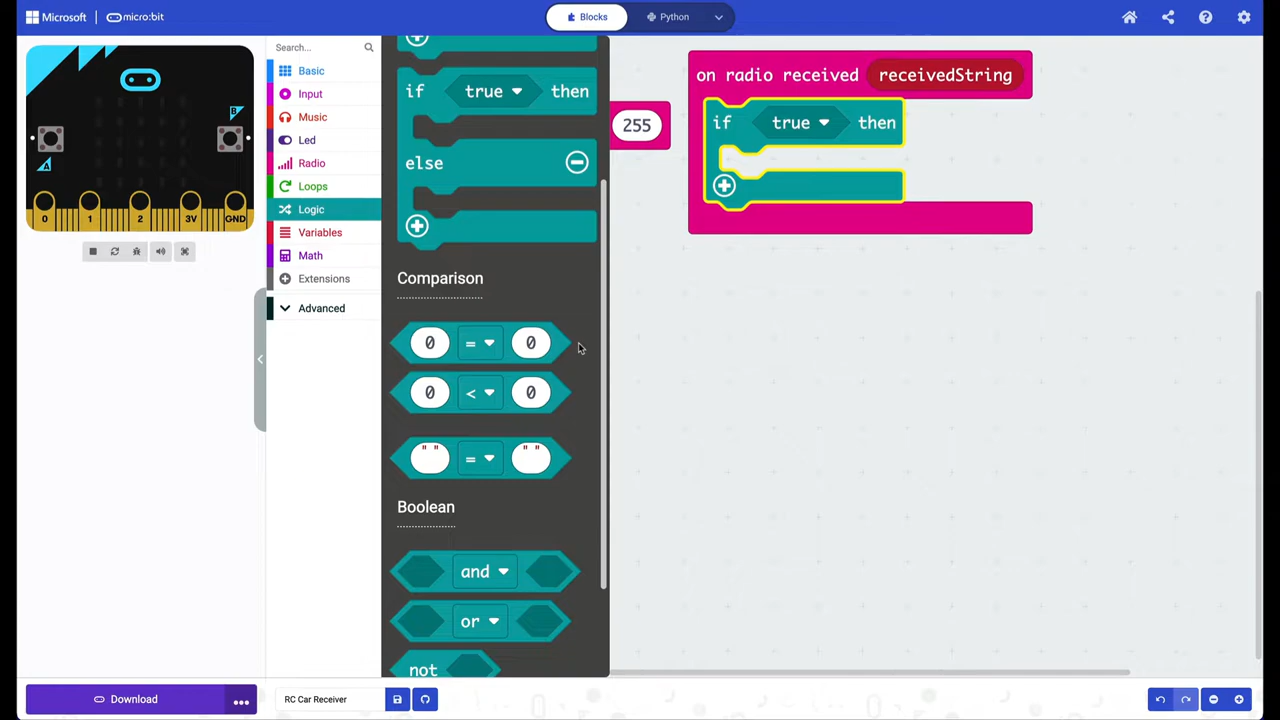 Microsoft | micro:bit
Blocks
Python
Search...
Basic
Input
Music
Led
Radio
Loops
Logic
Variables
Math
Extensions
Advanced
A
B
0 1 2 3V GND
if true then
else
Comparison
0 = 0
0 < 0
" " = " "
Boolean
and
or
not
255
on radio received receivedString
if true then
Download
RC Car Receiver